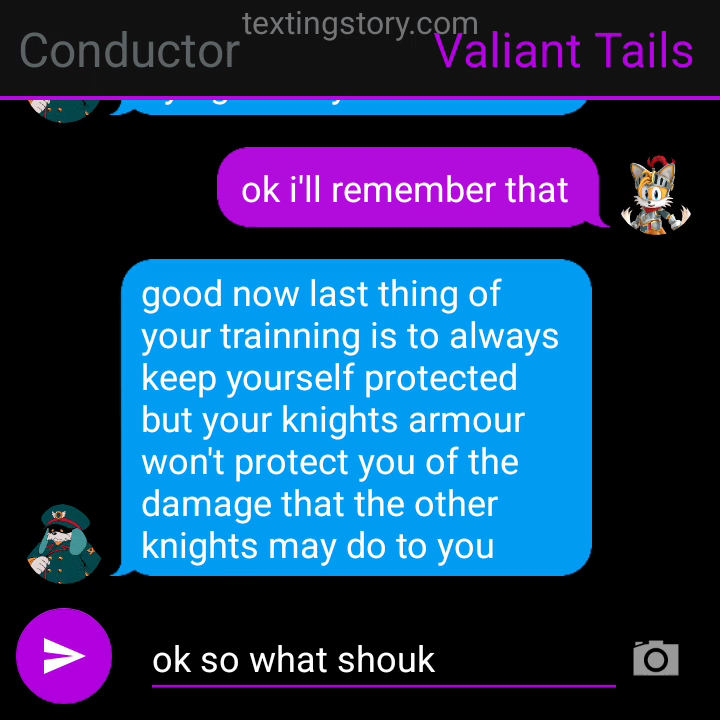 textingstory.com
Conductor
Valiant Tails
ok i'll remember that
good now last thing of
your trainning is to always
keep yourself protected
but your knights armour
won't protect you of the
damage that the other
knights may do to you
ok so what shouk